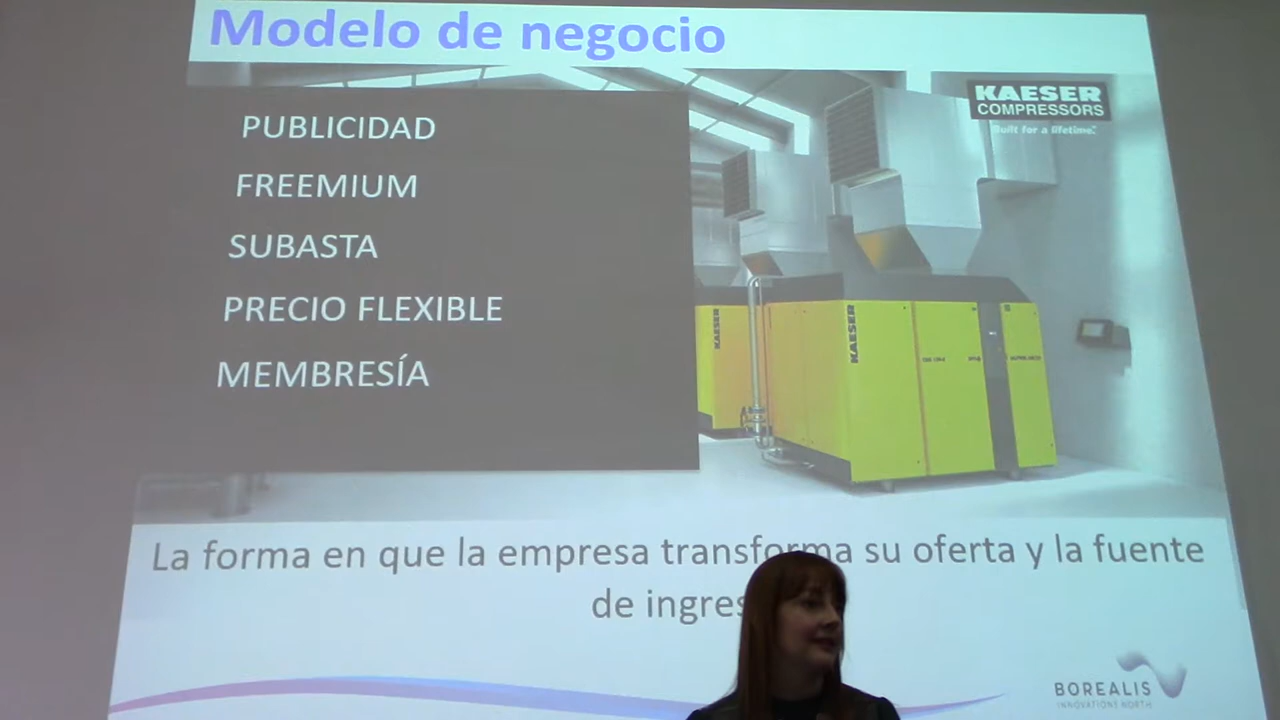 Modelo de negocio
KAESER
COMPRESSORS
Built for a lifetime.
PUBLICIDAD
FREEMIUM
SUBASTA
PRECIO FLEXIBLE
MEMBRESÍA
KAESER
KAESER
La forma en que la empresa transforma su oferta y la fuente
de ingres
BOREALIS
INNOVATIONS NORTH